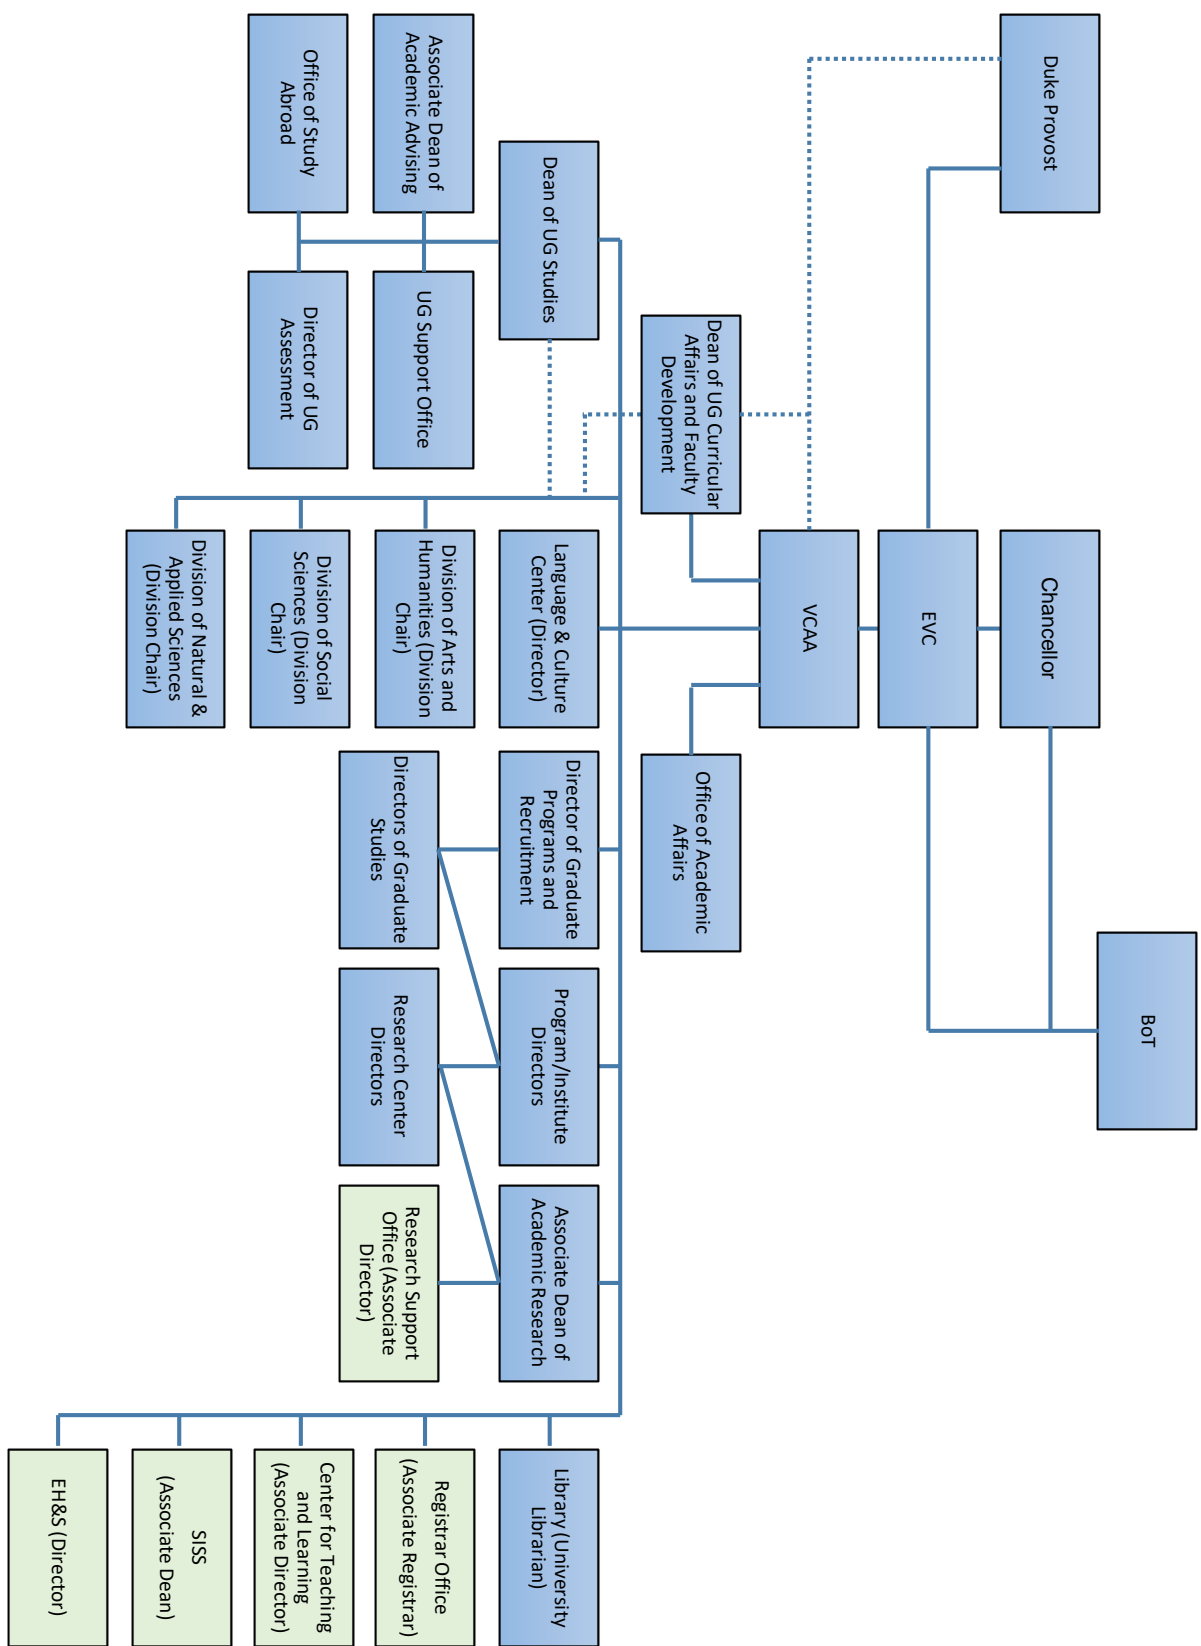 BoT
Duke Provost
Chancellor
EVC
VCAA
Dean of UG Curricular
Affairs and Faculty
Development
Office of Academic
Affairs
Dean of UG Studies
Language & Culture
Center (Director)
Director of Graduate
Programs and
Recruitment
Program/Institute
Directors
Associate Dean of
Academic Research
Library (University
Librarian)
Associate Dean of
Academic Advising
UG Support Office
Division of Arts and
Humanities (Division
Chair)
Directors of Graduate
Studies
Research Center
Directors
Research Support
Office (Associate
Director)
Registrar Office
(Associate Registrar)
Office of Study
Abroad
Director of UG
Assessment
Division of Social
Sciences (Division
Chair)
Center for Teaching
and Learning
(Associate Director)
Division of Natural &
Applied Sciences
(Division Chair)
SISS
(Associate Dean)
EH&S (Director)